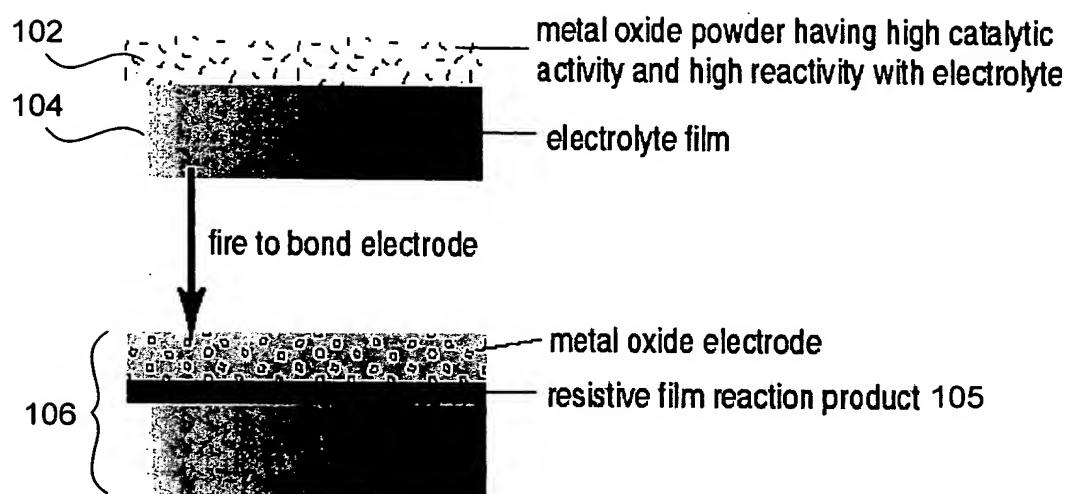 102
metal oxide powder having high catalytic
activity and high reactivity with electrolyte
104
electrolyte film
fire to bond electrode
metal oxide electrode
resistive film reaction product 105
106